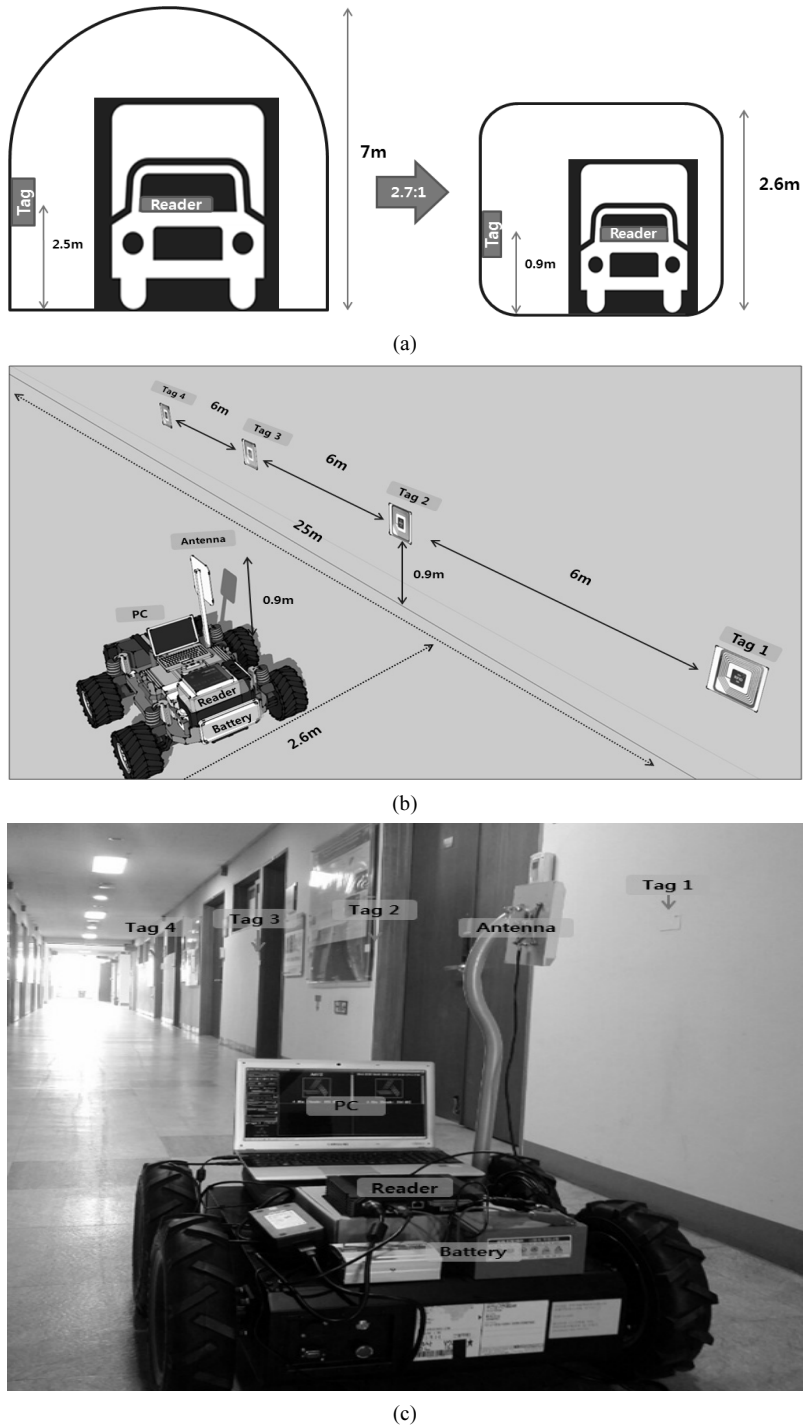 Tag
Reader
2.5m
7m
2.7:1
Tag
Reader
0.9m
2.6m
(a)
Tag 4
6m
Tag 3
6m
Tag 2
25m
6m
Antenna
0.9m
0.9m
PC
Tag 1
Reader
Battery
2.6m
(b)
Tag 1
Tag 2
Tag 3
Tag 4
Antenna
PC
Reader
Battery
(c)